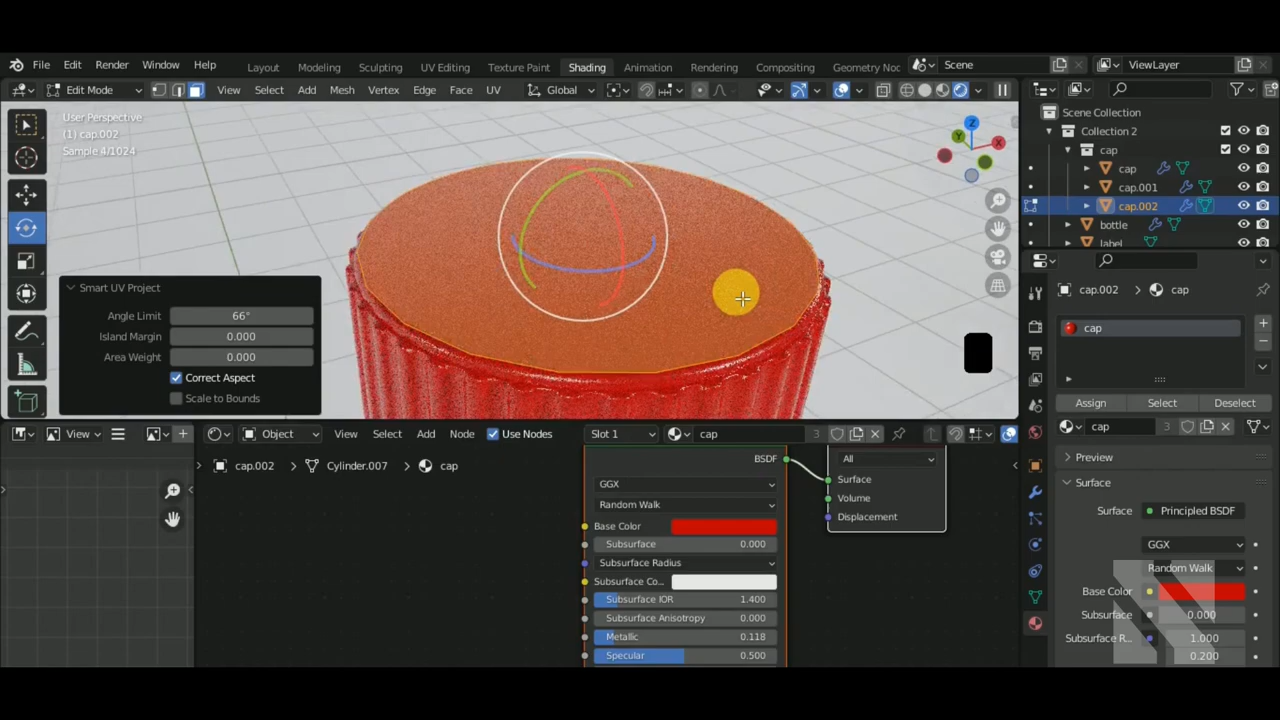 File Edit Render Window Help Layout Modeling Sculpting UV Editing Texture Paint Shading Animation Rendering Compositing Geometry Noc Scene ViewLayer
Edit Mode View Select Add Mesh Vertex Edge Face UV Global
User Perspective
(1) cap.002
Sample 4/1024
Z
Y
X
Scene Collection
Collection 2
cap
cap
cap.001
cap.002
bottle
label
Smart UV Project
Angle Limit 66°
Island Margin 0.000
Area Weight 0.000
Correct Aspect
Scale to Bounds
cap.002 cap
cap
Assign Select Deselect
cap 3
Preview
Surface
Surface Principled BSDF
GGX
Random Walk
Base Color
Subsurface 0.000
Subsurface R... 1.000
0.200
View Object View Select Add Node Use Nodes Slot 1 cap 3
cap.002 Cylinder.007 cap
BSDF
GGX
Random Walk
Base Color
Subsurface 0.000
Subsurface Radius
Subsurface Co...
Subsurface IOR 1.400
Subsurface Anisotropy 0.000
Metallic 0.118
Specular 0.500
All
Surface
Volume
Displacement
N